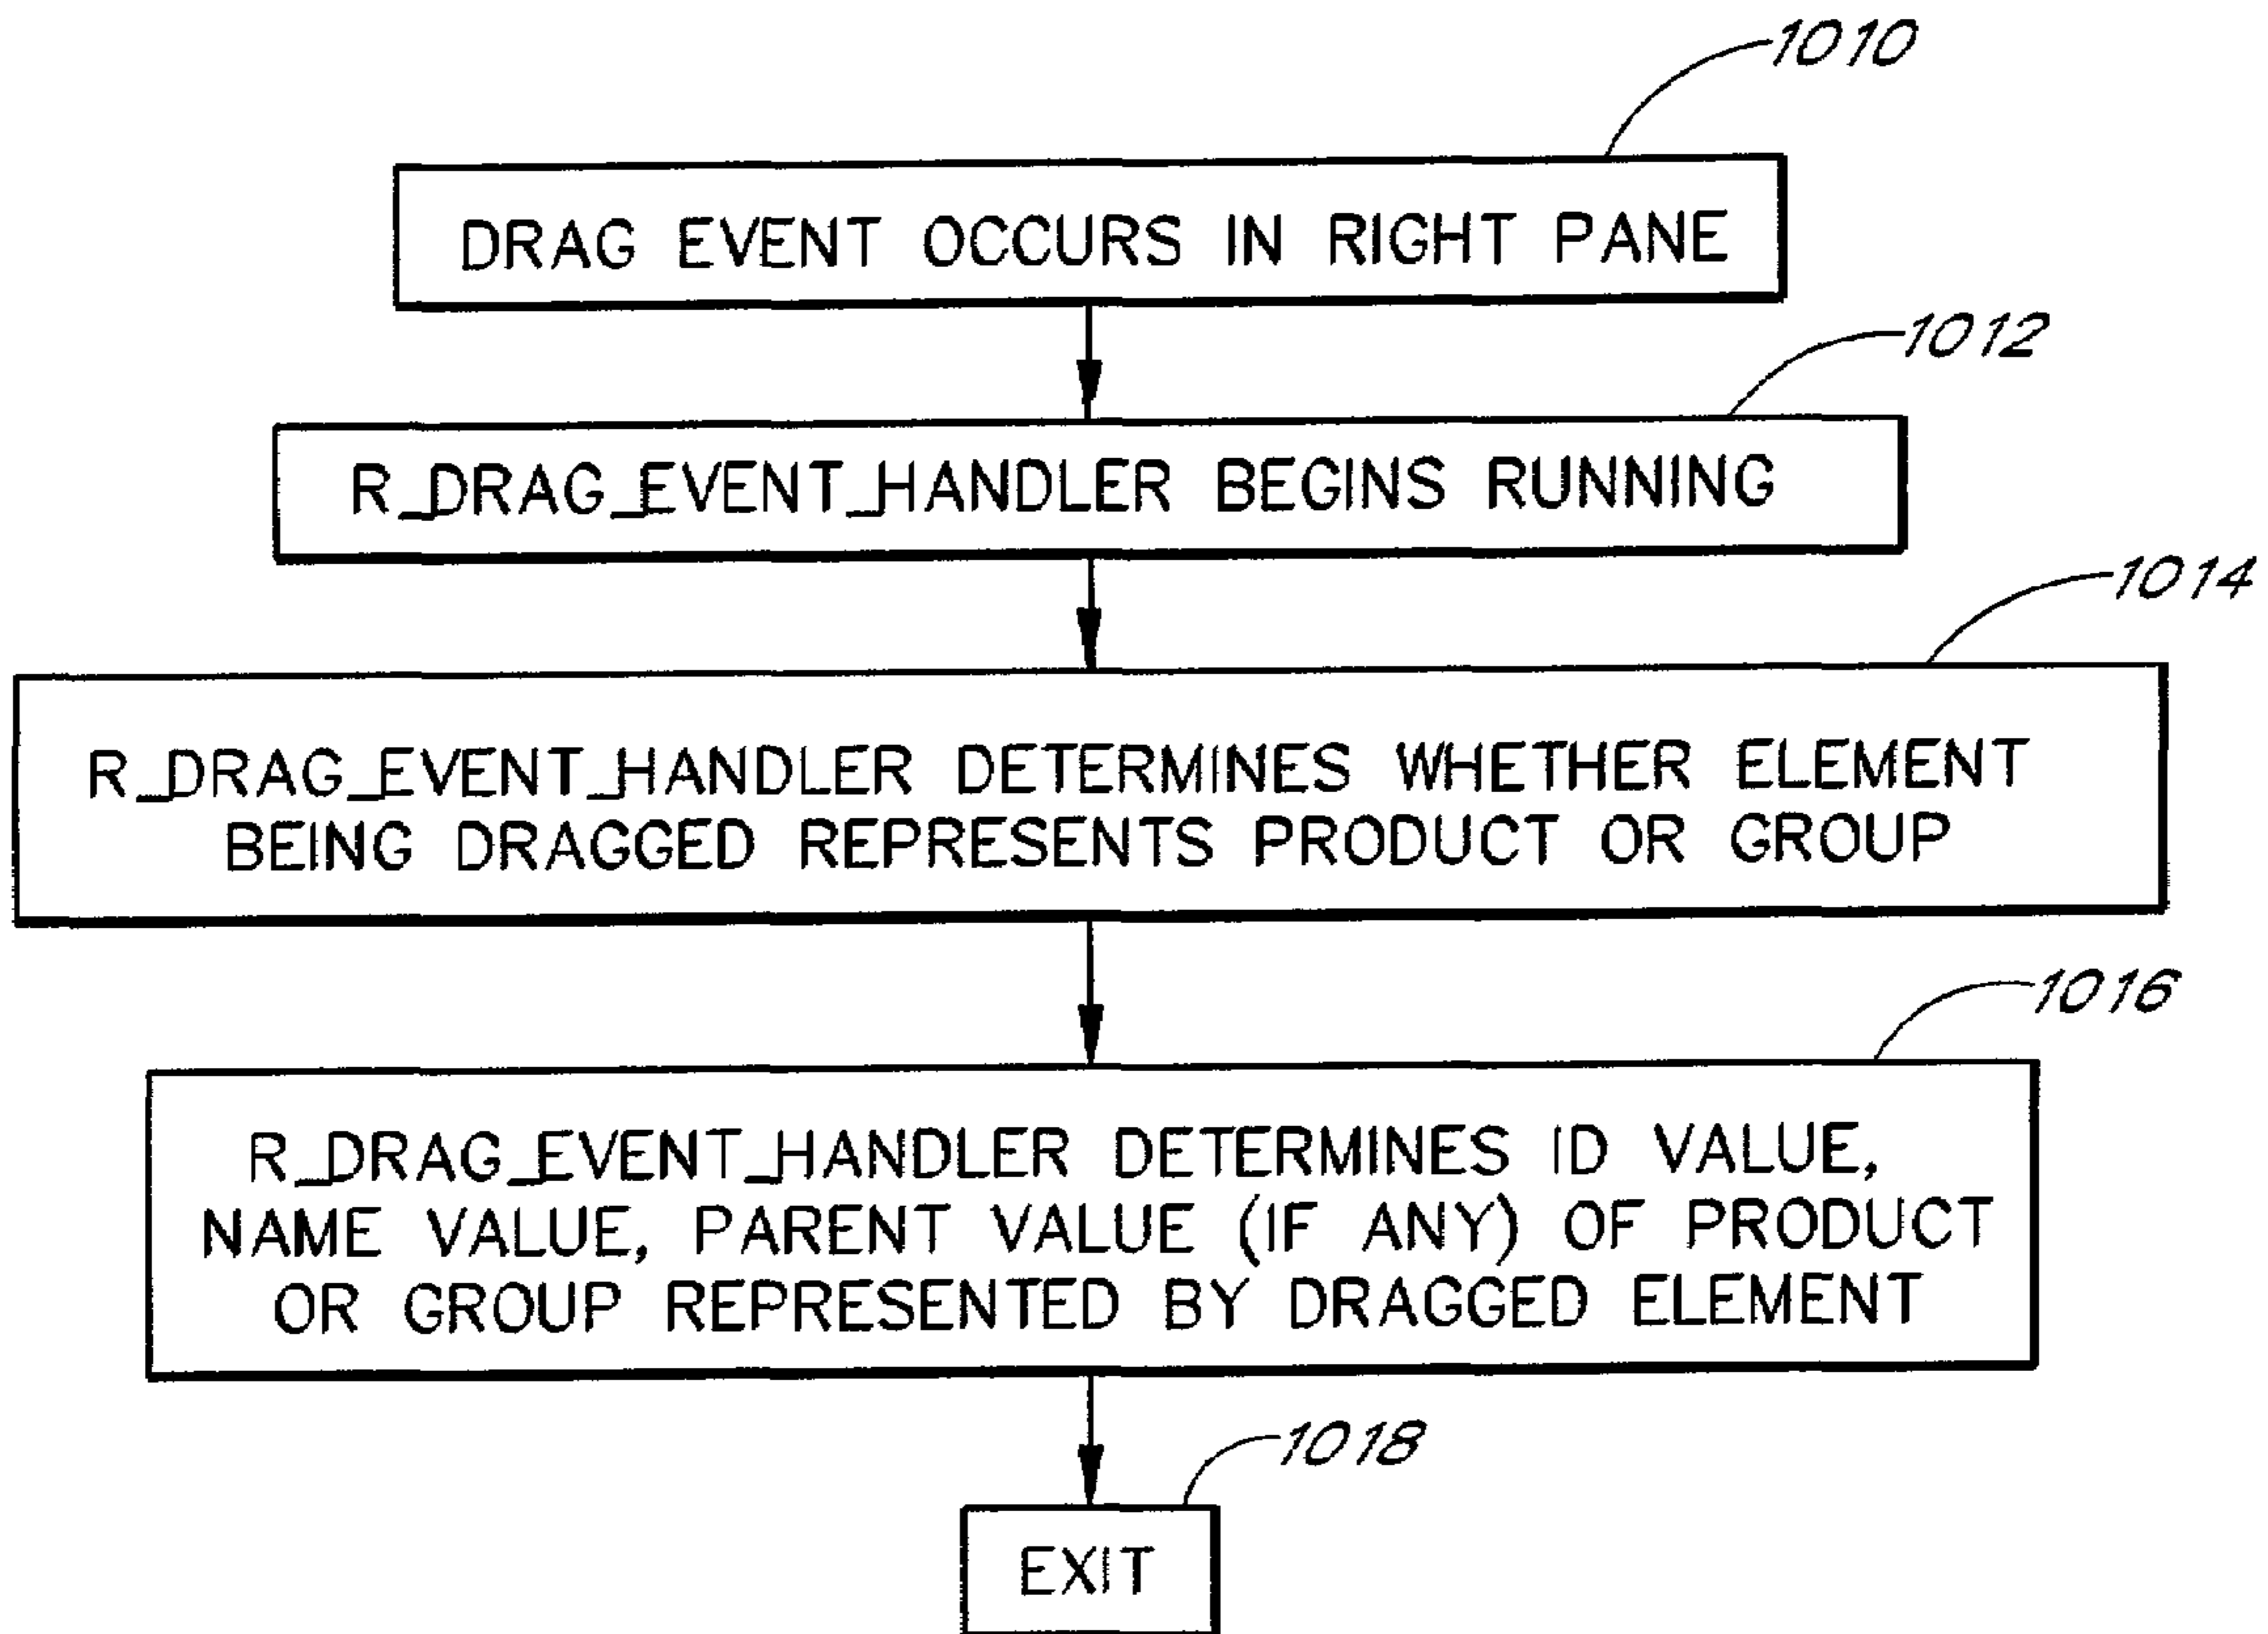 1010
DRAG EVENT OCCURS IN RIGHT PANE
1012
R_DRAG_EVENT_HANDLER BEGINS RUNNING
1014
R_DRAG_EVENT_HANDLER DETERMINES WHETHER ELEMENT
BEING DRAGGED REPRESENTS PRODUCT OR GROUP
1016
R_DRAG_EVENT_HANDLER DETERMINES ID VALUE,
NAME VALUE, PARENT VALUE (IF ANY) OF PRODUCT
OR GROUP REPRESENTED BY DRAGGED ELEMENT
1018
EXIT